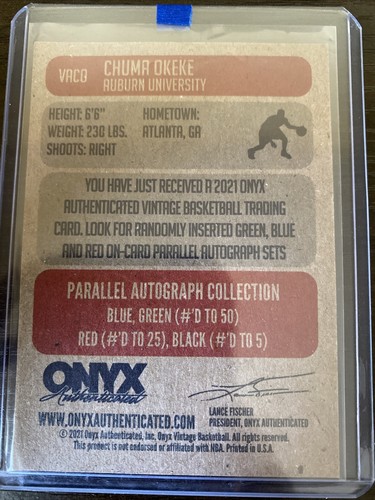 VACO CHUMA OKEKE
AUBURN UNIVERSITY
HEIGHT: 6'6" HOMETOWN:
WEIGHT: 230 LBS. ATLANTA, GA
SHOOTS: RIGHT
YOU HAVE JUST RECEIVED A 2021 ONYX
AUTHENTICATED VINTAGE BASKETBALL TRADING
CARD. LOOK FOR RANDOMLY INSERTED GREEN, BLUE
AND RED ON-CARD PARALLEL AUTOGRAPH SETS
PARALLEL AUTOGRAPH COLLECTION
BLUE, GREEN (#'D TO 50)
RED (#'D TO 25), BLACK (#'D TO 5)
ONYX
Authenticated
WWW.ONYXAUTHENTICATED.COM
LANCE FISCHER
PRESIDENT, ONYX AUTHENTICATED
© 2021 Onyx Authenticated, Inc. Onyx Vintage Basketball. All rights reserved.
This product is not endorsed or affiliated with NBA. Printed in U.S.A.